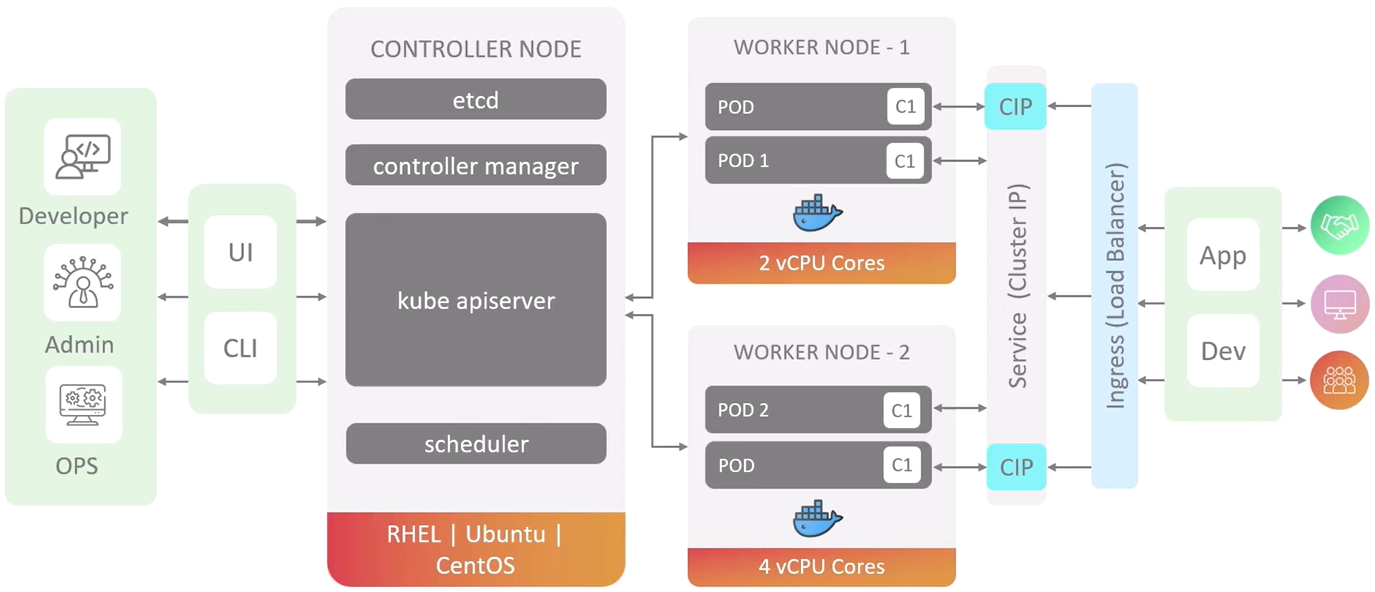 Developer
Admin
OPS
UI
CLI
CONTROLLER NODE
etcd
controller manager
kube apiserver
scheduler
RHEL | Ubuntu |
CentOS
WORKER NODE - 1
POD
C1
POD 1
C1
2 vCPU Cores
WORKER NODE - 2
POD 2
C1
POD
C1
4 vCPU Cores
CIP
Service (Cluster IP)
CIP
Ingress (Load Balancer)
App
Dev